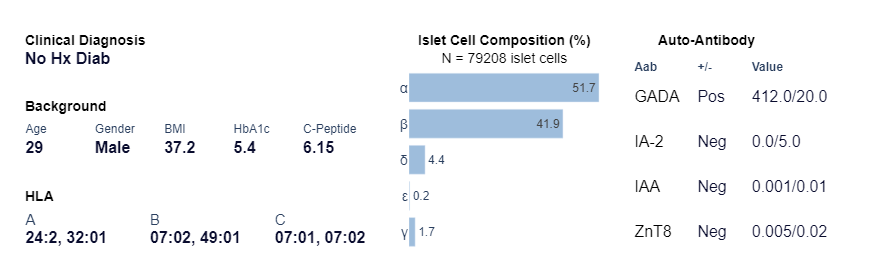 Clinical Diagnosis
No Hx Diab
Background
Age Gender BMI HbA1c C-Peptide
29 Male 37.2 5.4 6.15
HLA
A B C
24:2, 32:01 07:02, 49:01 07:01, 07:02
Islet Cell Composition (%)
N = 79208 islet cells
α 51.7
β 41.9
δ 4.4
ε 0.2
γ 1.7
Auto-Antibody
Aab +/- Value
GADA Pos 412.0/20.0
IA-2 Neg 0.0/5.0
IAA Neg 0.001/0.01
ZnT8 Neg 0.005/0.02